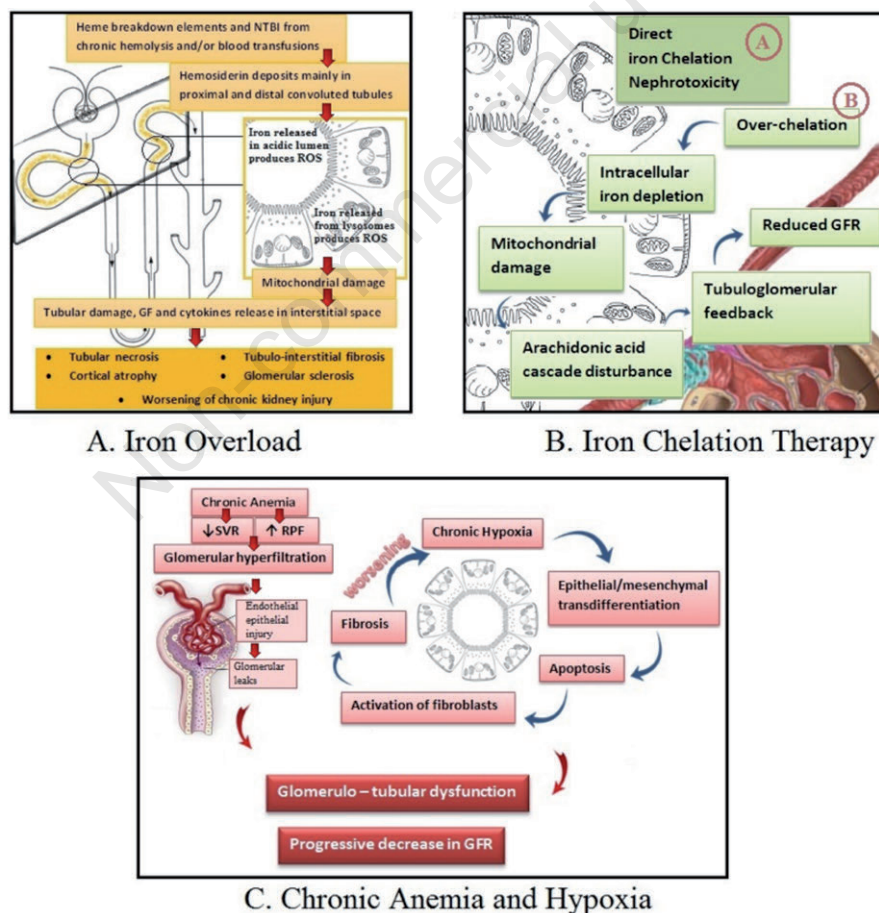 Heme breakdown elements and NTBI from
chronic hemolysis and/or blood transfusions
Hemosiderin deposits mainly in
proximal and distal convoluted tubules
Iron released
in acidic lumen
produces ROS
Iron released
from lysosomes
produces ROS
Mitochondrial damage
Tubular damage, GF and cytokines release in interstitial space
• Tubular necrosis
• Tubulo-interstitial fibrosis
• Cortical atrophy
• Glomerular sclerosis
• Worsening of chronic kidney injury
A. Iron Overload
Direct
iron Chelation
Nephrotoxicity
A
B
Over-chelation
Intracellular
iron depletion
Mitochondrial
damage
Reduced GFR
Tubuloglomerular
feedback
Arachidonic acid
cascade disturbance
B. Iron Chelation Therapy
Chronic Anemia
↓SVR
↑ RPF
Glomerular hyperfiltration
Endothelial
epithelial
injury
Glomerular
leaks
worsening
Chronic Hypoxia
Epithelial/mesenchymal
transdifferentiation
Apoptosis
Activation of fibroblasts
Fibrosis
Glomerulo – tubular dysfunction
Progressive decrease in GFR
C. Chronic Anemia and Hypoxia
Non-commercial u